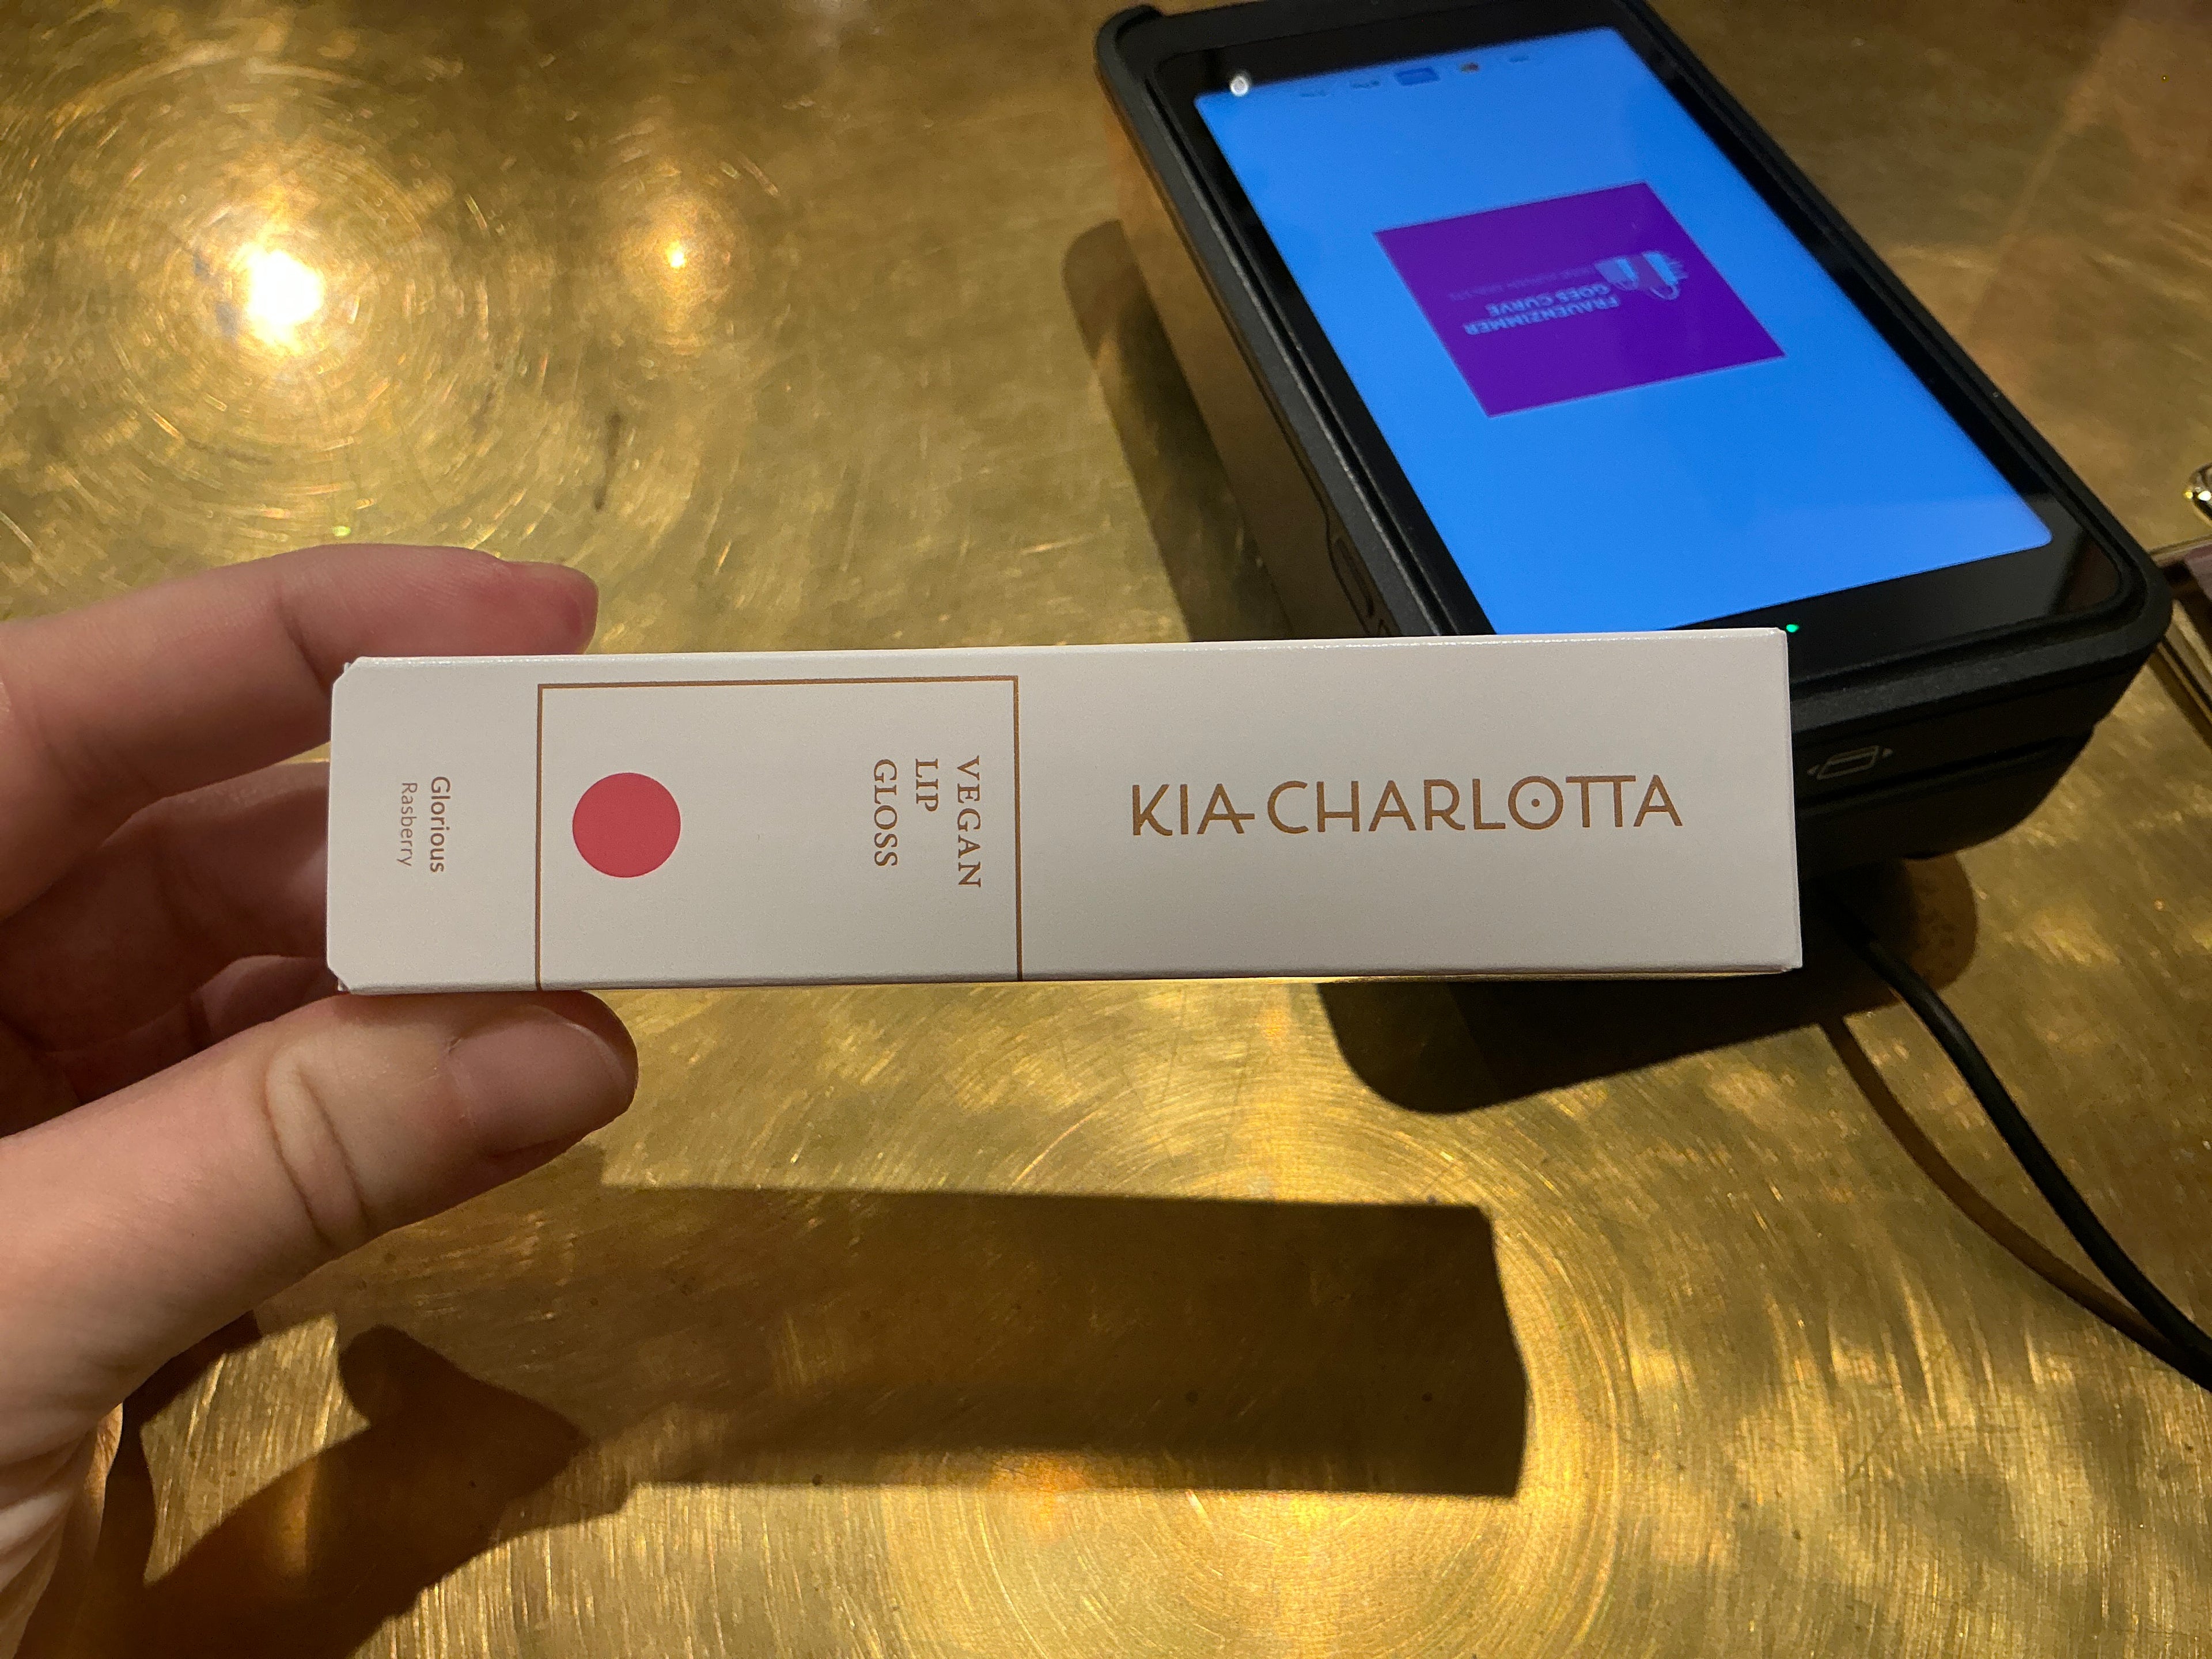 KIA-CHARLOTTA
VEGAN
LIP
GLOSS
Glorious
Rasberry
FRAUENZIMMER
GOES CURVE